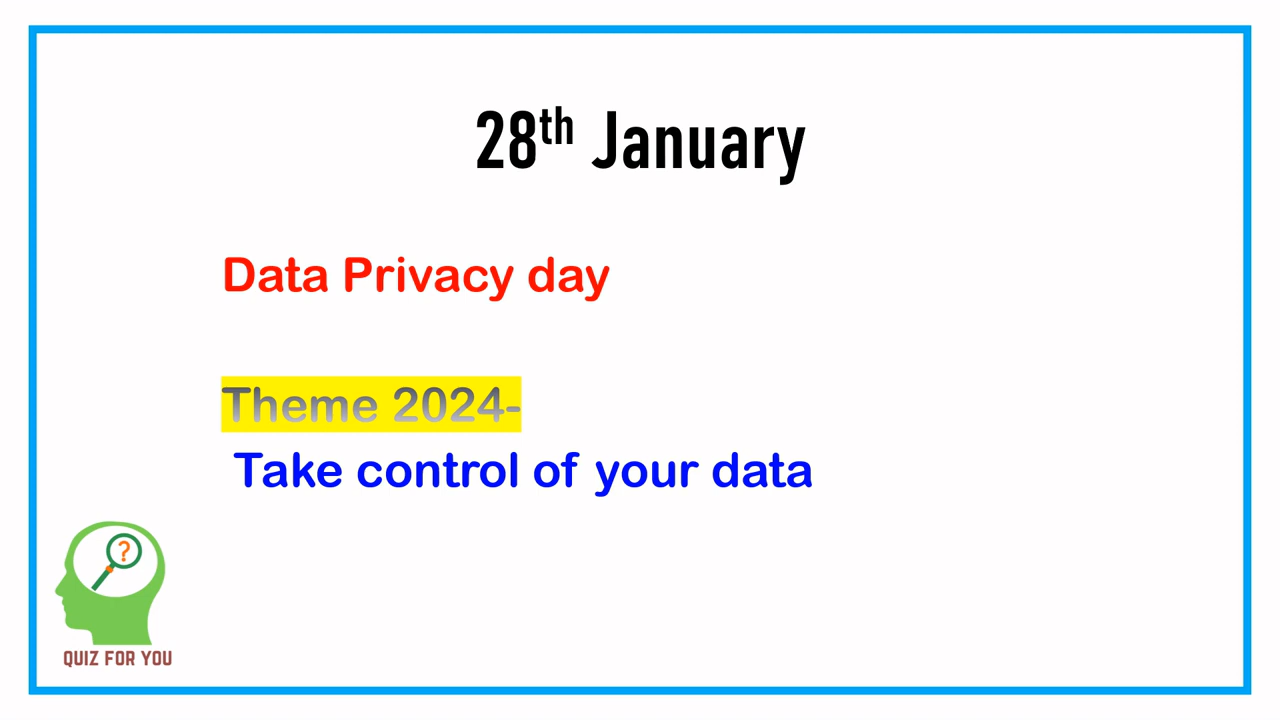 28th January
Data Privacy day
Theme 2024-
Take control of your data
?
QUIZ FOR YOU